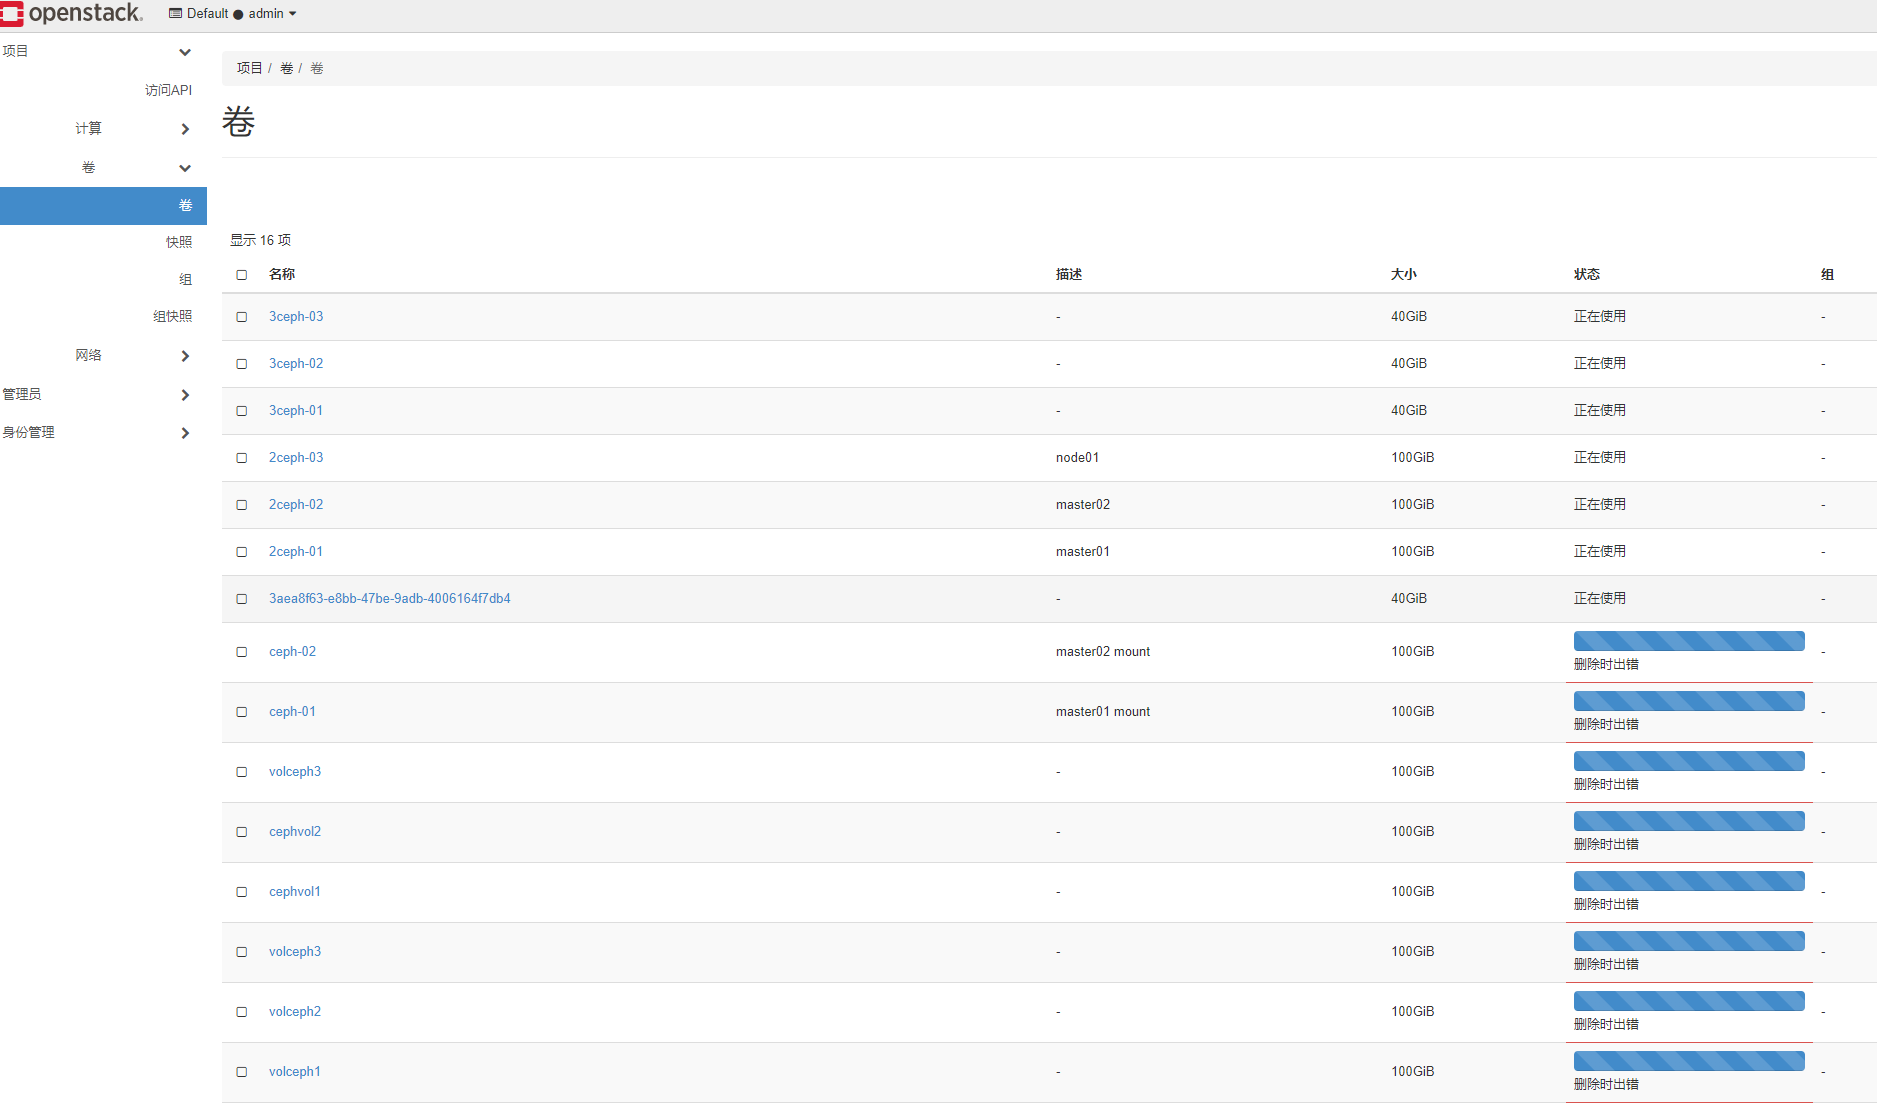 openstack. Default ● admin
项目
访问API
计算
卷
卷
快照
组
组快照
网络
管理员
身份管理
项目 / 卷 / 卷
卷
显示 16 项
名称 描述 大小 状态 组
3ceph-03 - 40GiB 正在使用 -
3ceph-02 - 40GiB 正在使用 -
3ceph-01 - 40GiB 正在使用 -
2ceph-03 node01 100GiB 正在使用 -
2ceph-02 master02 100GiB 正在使用 -
2ceph-01 master01 100GiB 正在使用 -
3aea8f63-e8bb-47be-9adb-4006164f7db4 - 40GiB 正在使用 -
ceph-02 master02 mount 100GiB 删除时出错 -
ceph-01 master01 mount 100GiB 删除时出错 -
volceph3 - 100GiB 删除时出错 -
cephvol2 - 100GiB 删除时出错 -
cephvol1 - 100GiB 删除时出错 -
volceph3 - 100GiB 删除时出错 -
volceph2 - 100GiB 删除时出错 -
volceph1 - 100GiB 删除时出错 -